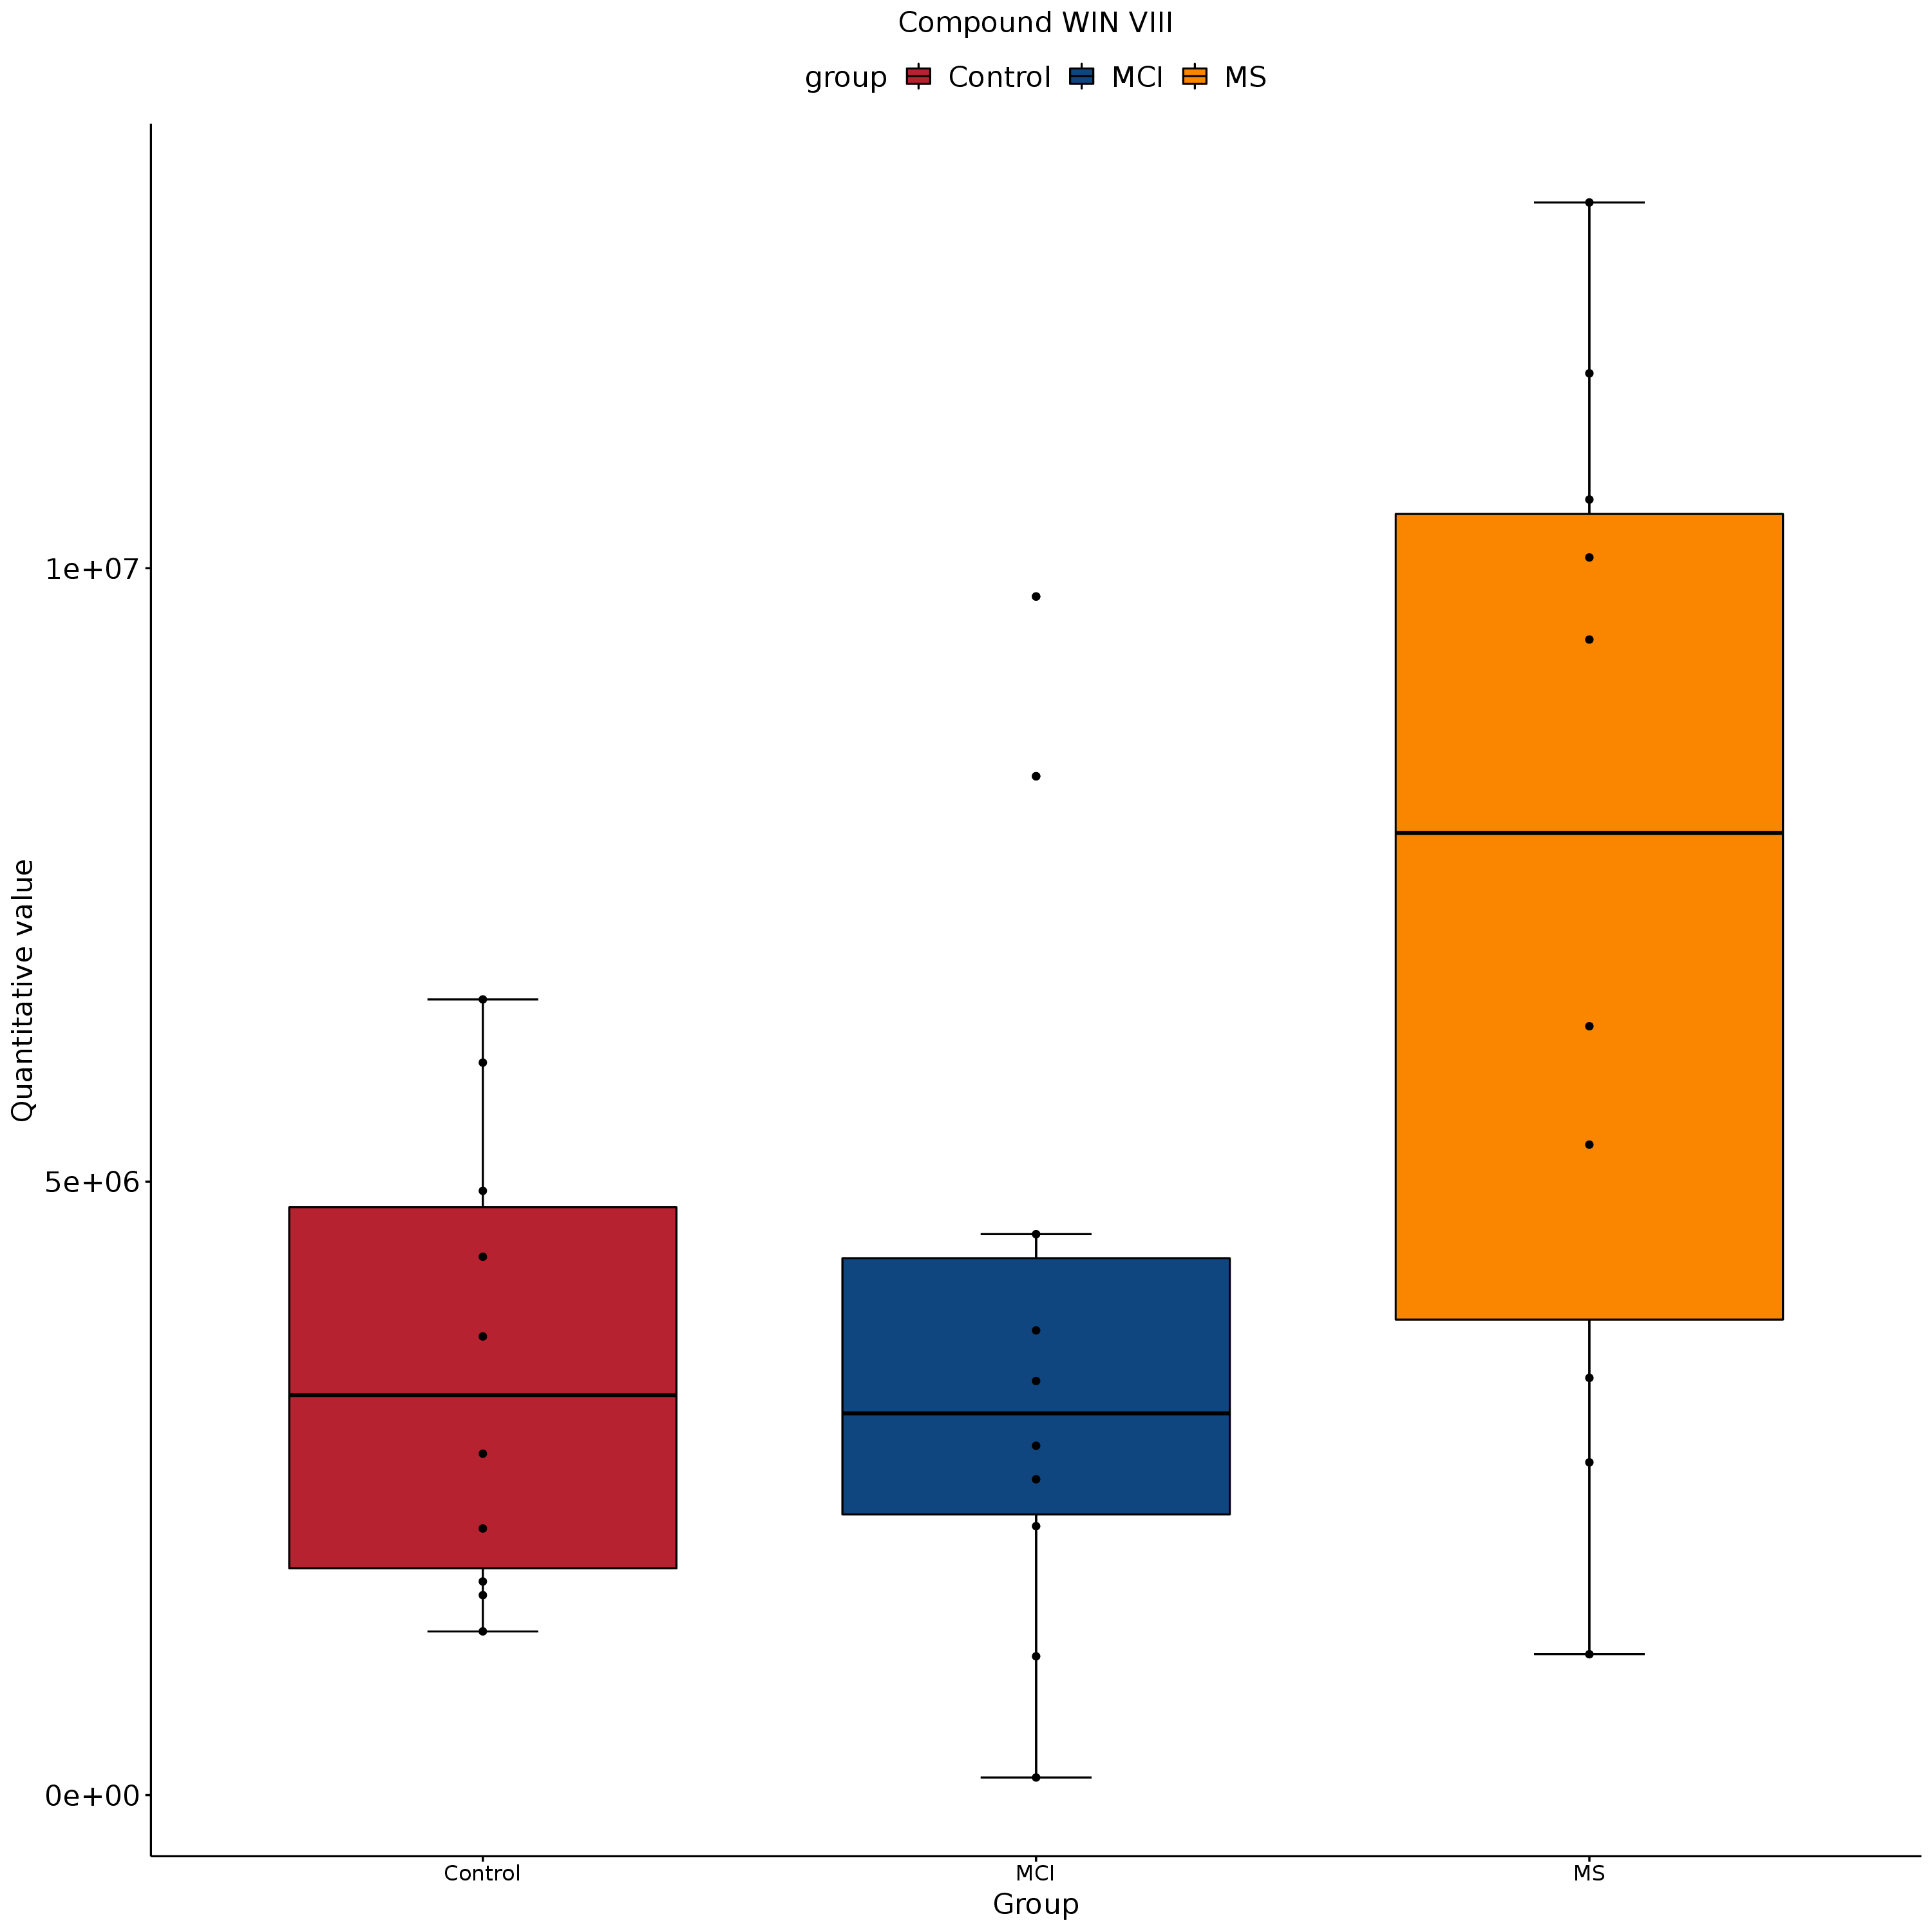 Compound WIN VIII
group Control MCI MS
Quantitative value
1e+07
5e+06
0e+00
Control MCI MS
Group